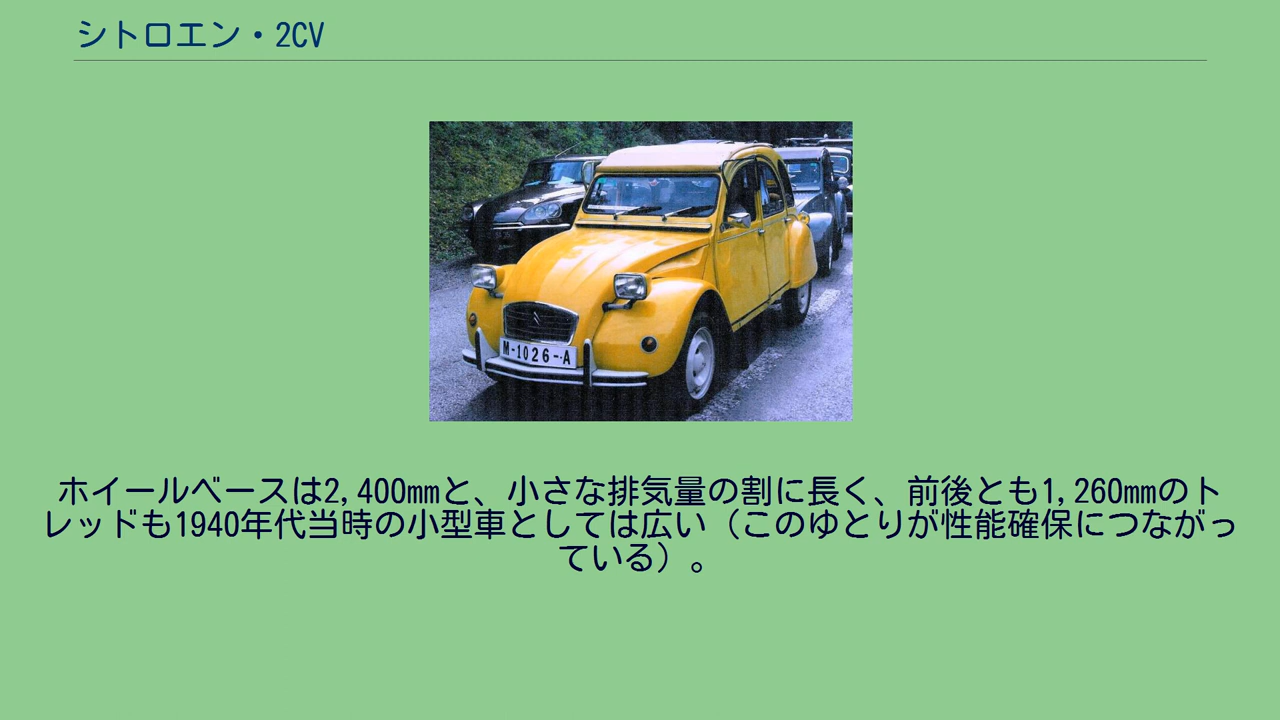 シトロエン・2CV
M-1026-A
ホイールベースは2,400mmと、小さな排気量の割に長く、前後とも1,260mmのト
レッドも1940年代当時の小型車としては広い（このゆとりが性能確保につながっ
ている）。